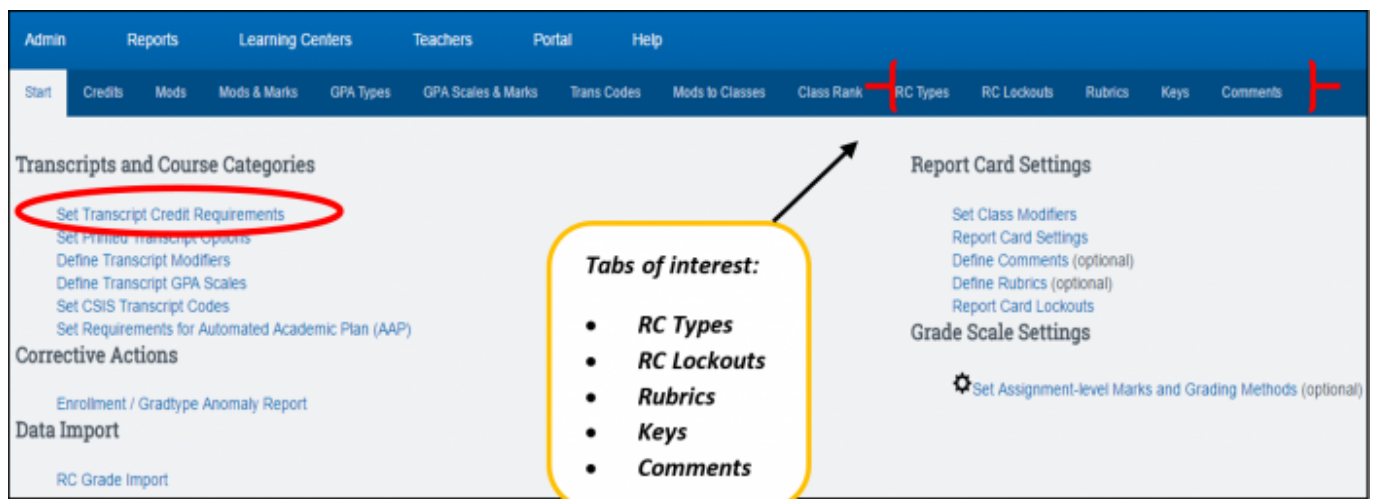 Admin Reports Learning Centers Teachers Portal Help
Start Credits Mods Mods & Marks GPA Types GPA Scales & Marks Trans Codes Mods to Classes Class Rank RC Types RC Lockouts Rubrics Keys Comments
Transcripts and Course Categories
Set Transcript Credit Requirements
Set Printed Transcript Options
Define Transcript Modifiers
Define Transcript GPA Scales
Set CSIS Transcript Codes
Set Requirements for Automated Academic Plan (AAP)
Corrective Actions
Enrollment / Gradtype Anomaly Report
Data Import
RC Grade Import
Tabs of interest:
• RC Types
• RC Lockouts
• Rubrics
• Keys
• Comments
Report Card Settings
Set Class Modifiers
Report Card Settings
Define Comments (optional)
Define Rubrics (optional)
Report Card Lockouts
Grade Scale Settings
Set Assignment-level Marks and Grading Methods (optional)